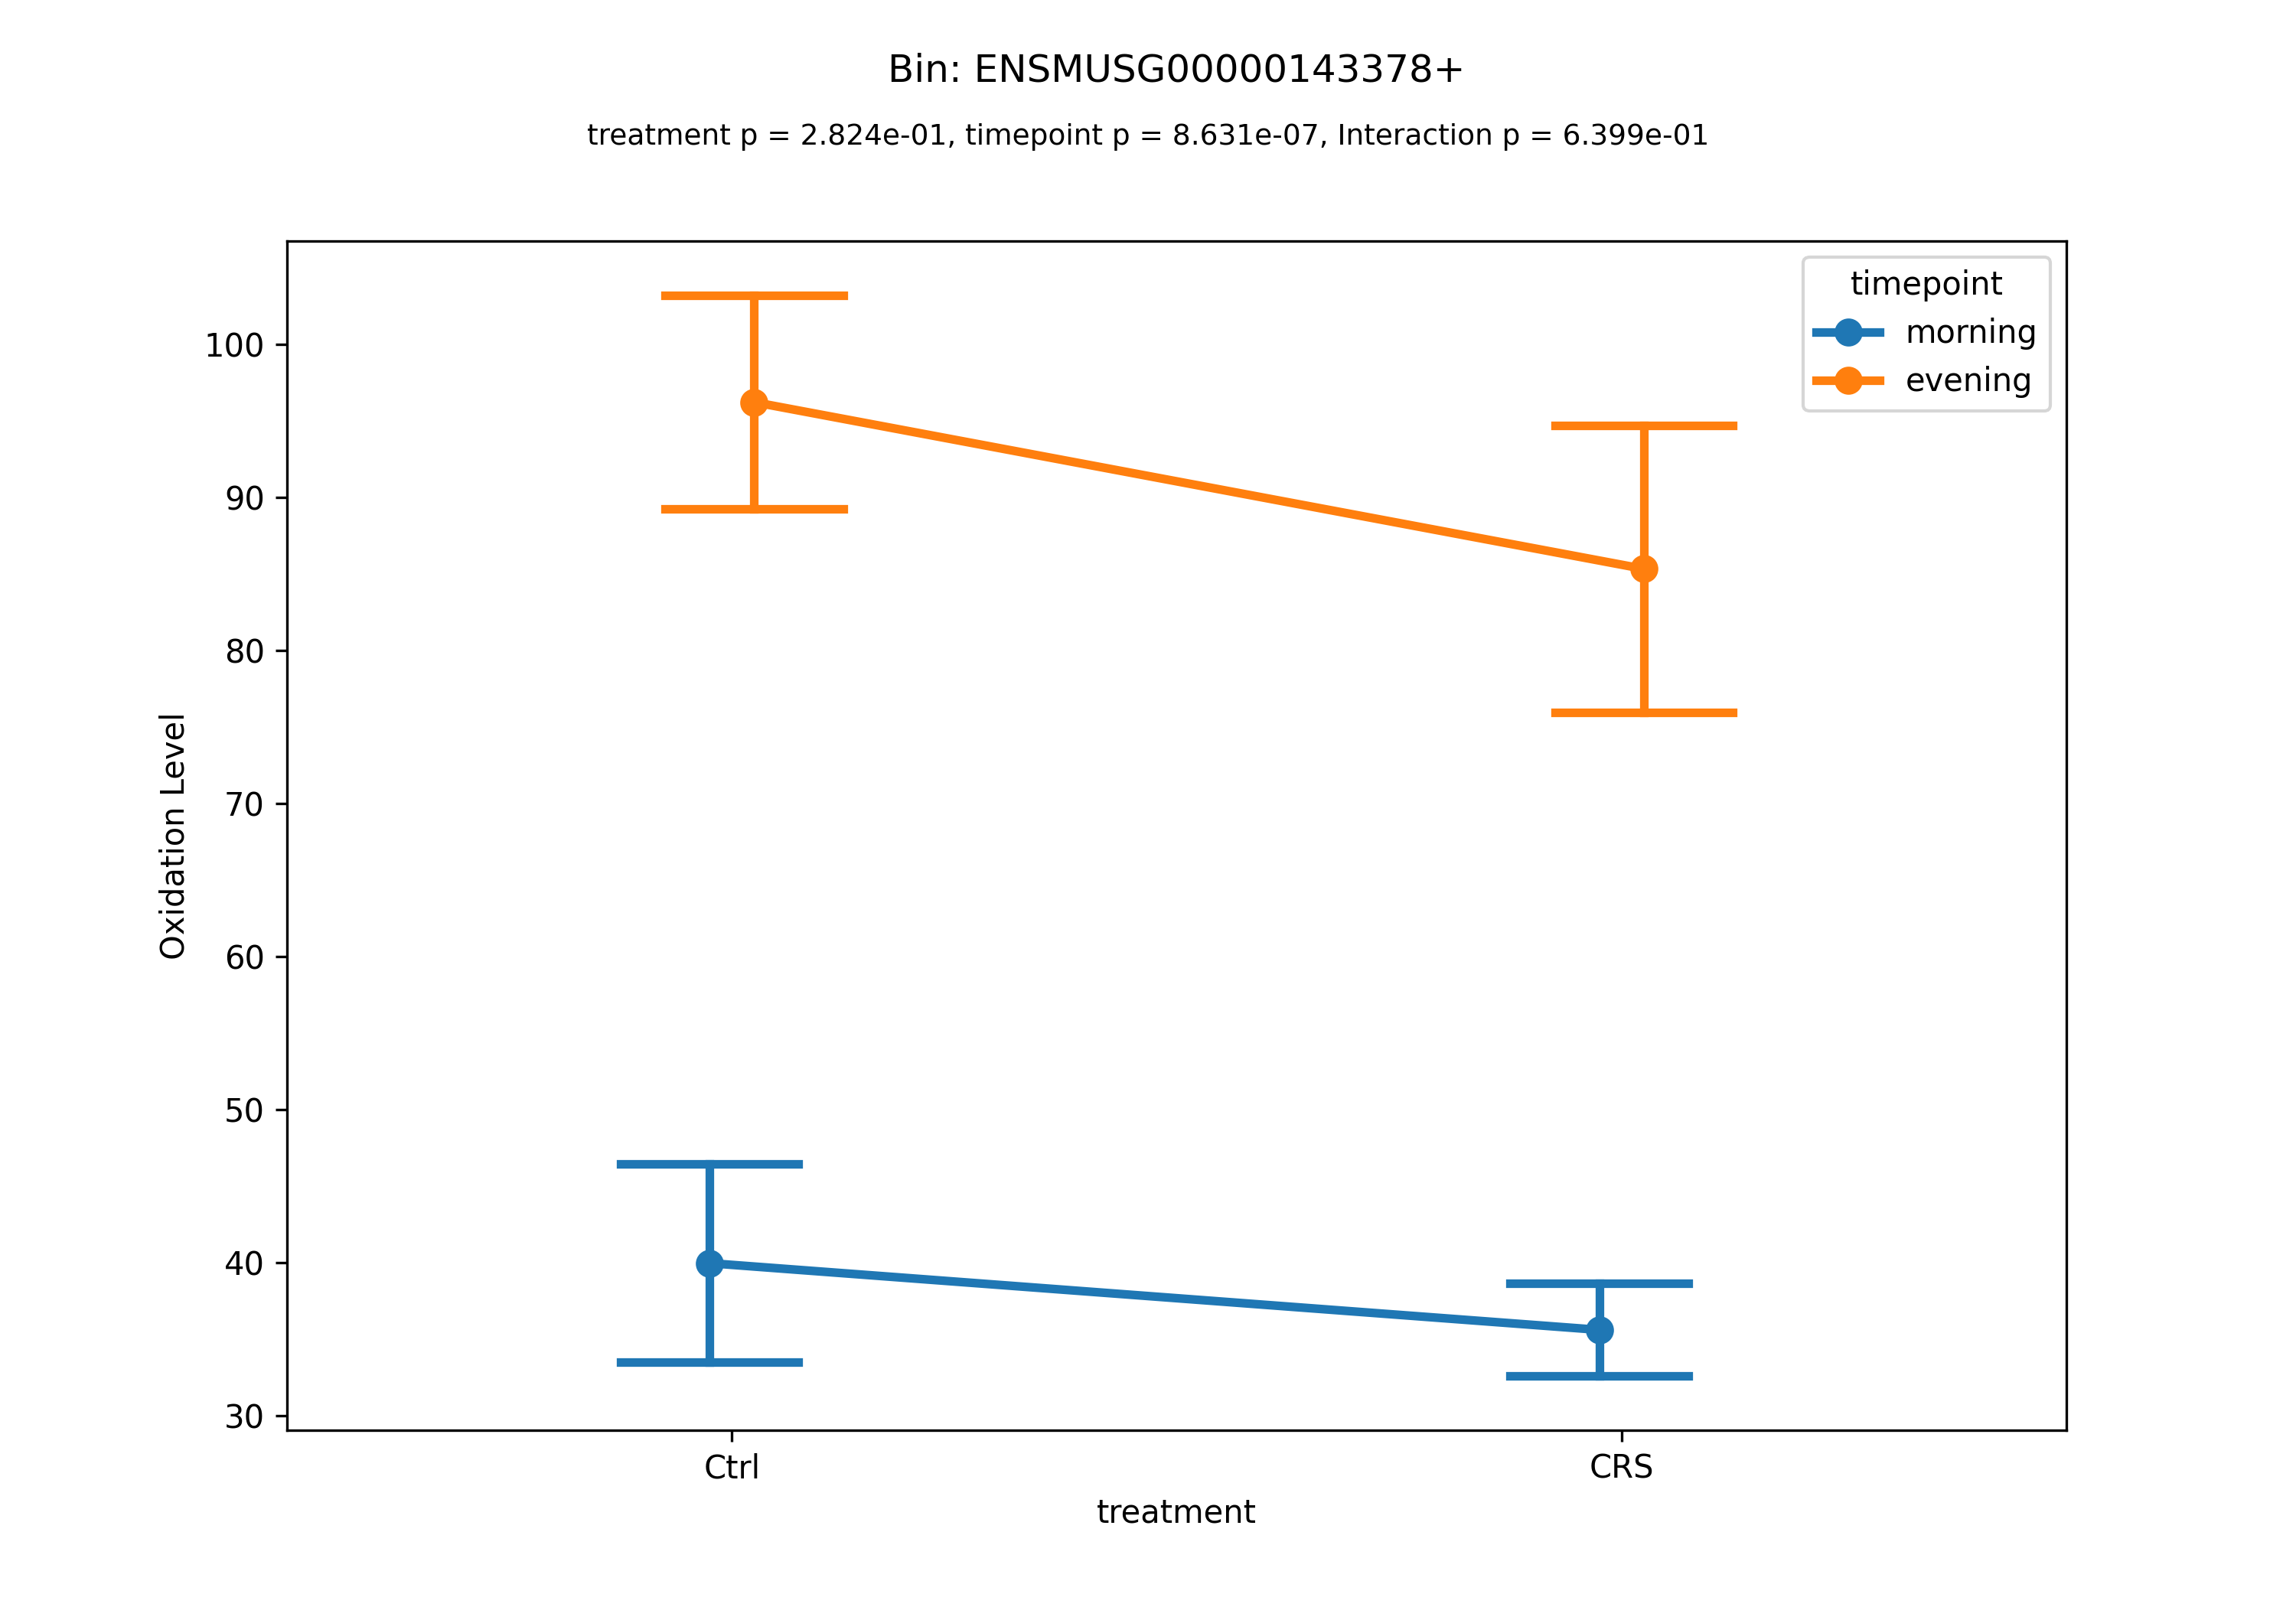 Bin: ENSMUSG00000143378+
treatment p = 2.824e-01, timepoint p = 8.631e-07, Interaction p = 6.399e-01
timepoint
morning
evening
100
90
80
70
60
50
40
30
Oxidation Level
Ctrl
CRS
treatment